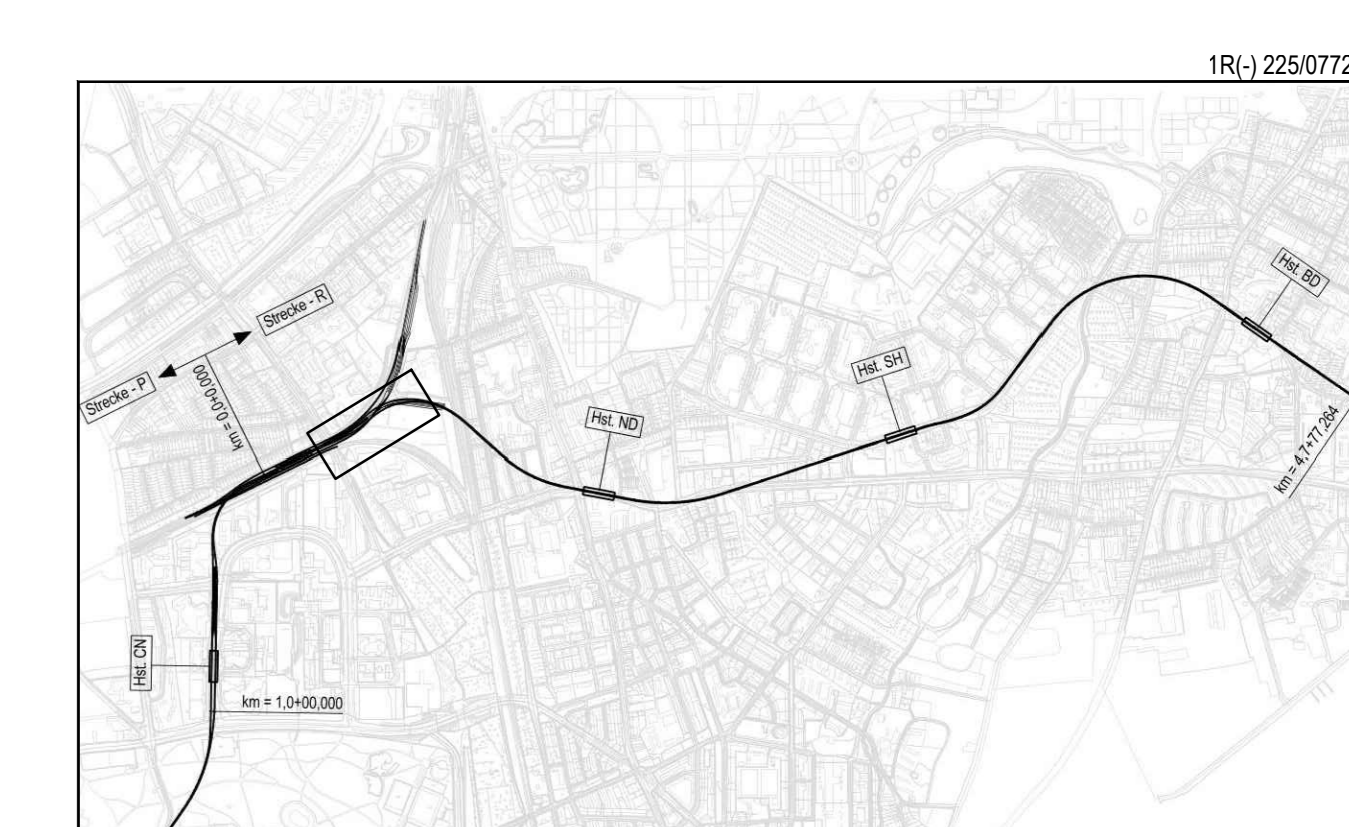 1R(-) 225/0772
Hst. BD
Strecke - R
Strecke - P
km = 0,0+0,000
Hst. SH
Hst. ND
km = 4,7+77,264
Hst. CN
km = 1,0+00,000